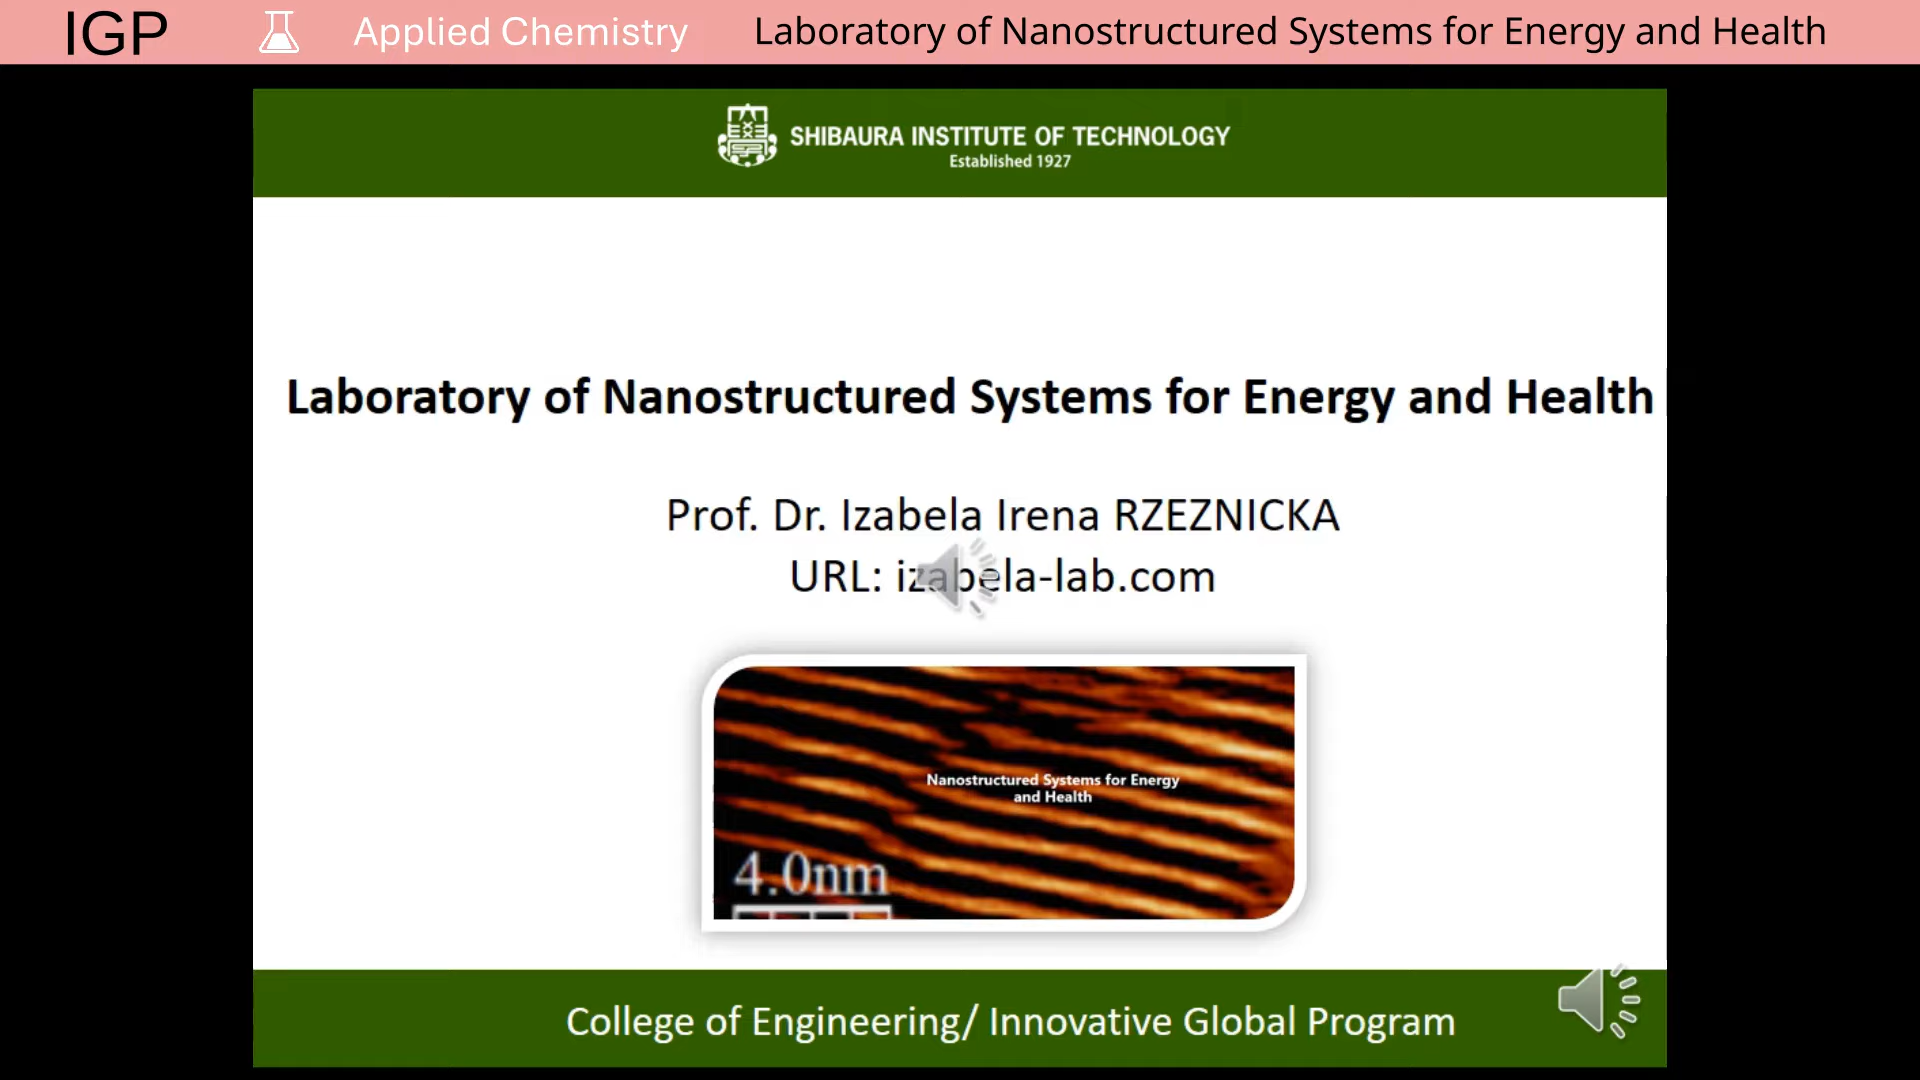 IGP Applied Chemistry Laboratory of Nanostructured Systems for Energy and Health
SHIBAURA INSTITUTE OF TECHNOLOGY
Established 1927
Laboratory of Nanostructured Systems for Energy and Health
Prof. Dr. Izabela Irena RZEZNICKA
URL: izabela-lab.com
Nanostructured Systems for Energy
and Health
4.0nm
College of Engineering/ Innovative Global Program